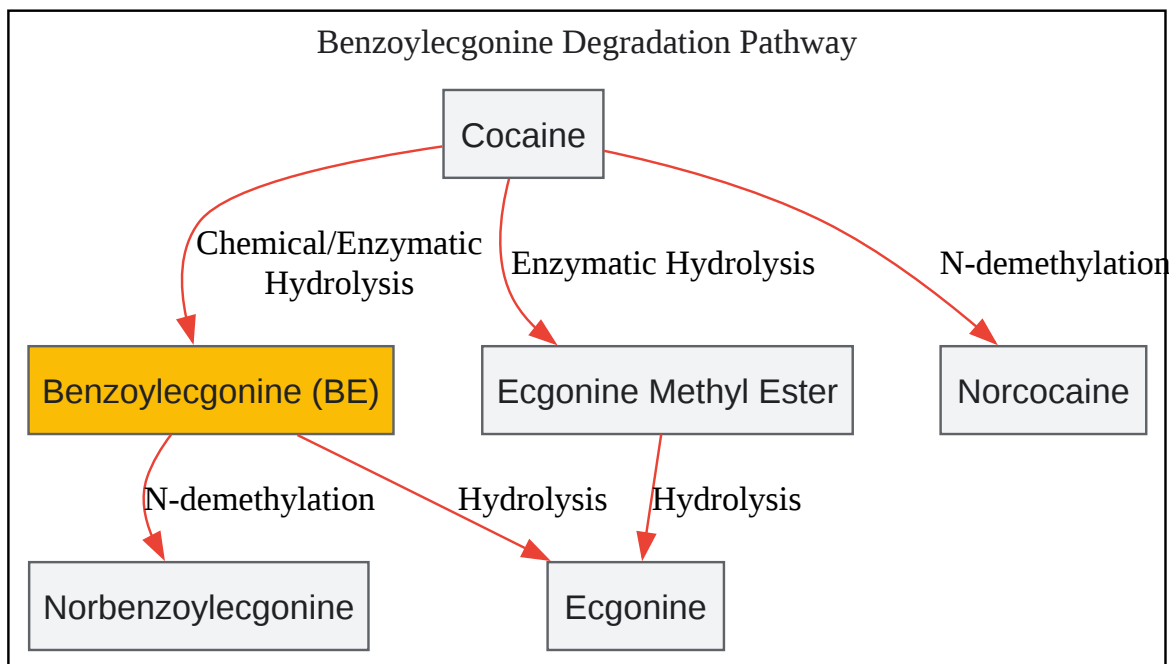 Benzoylecgonine Degradation Pathway
Cocaine
Chemical/Enzymatic
Hydrolysis
Enzymatic Hydrolysis
N-demethylation
Benzoylecgonine (BE)
Ecgonine Methyl Ester
Norcocaine
N-demethylation
Hydrolysis
Hydrolysis
Norbenzoylecgonine
Ecgonine